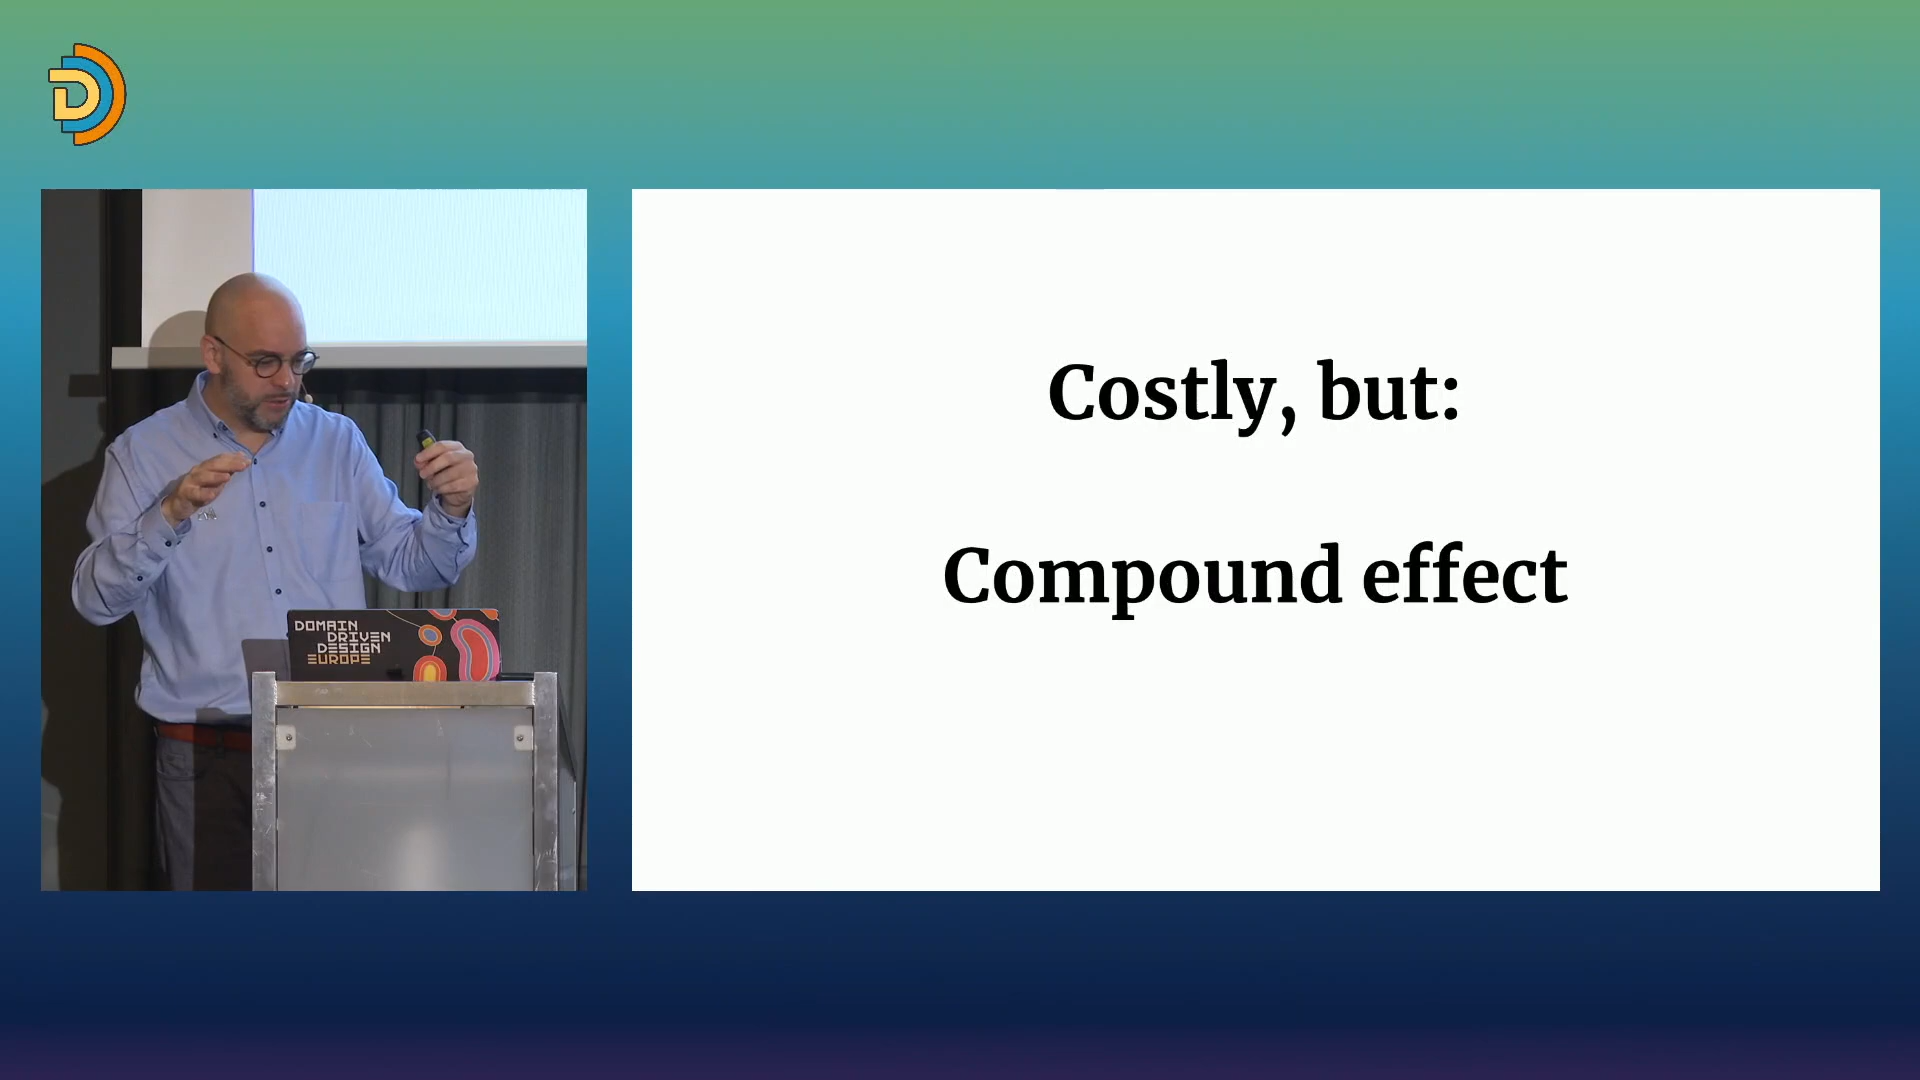 DOMAIN
DRIVEN
DESIGN
EUROPE
Costly, but:
Compound effect